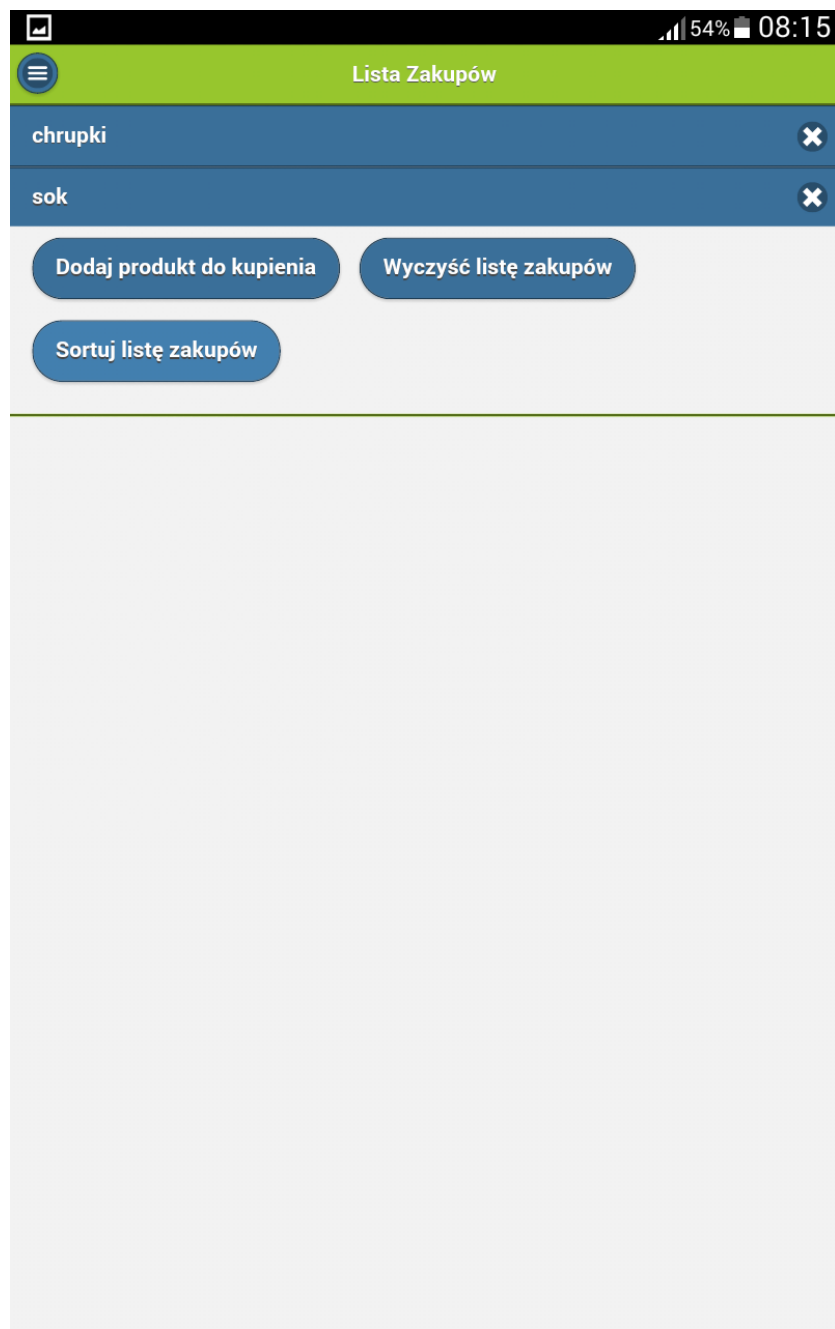 54% 08:15
Lista Zakupów
chrupki
sok
Dodaj produkt do kupienia Wyczyść listę zakupów
Sortuj listę zakupów